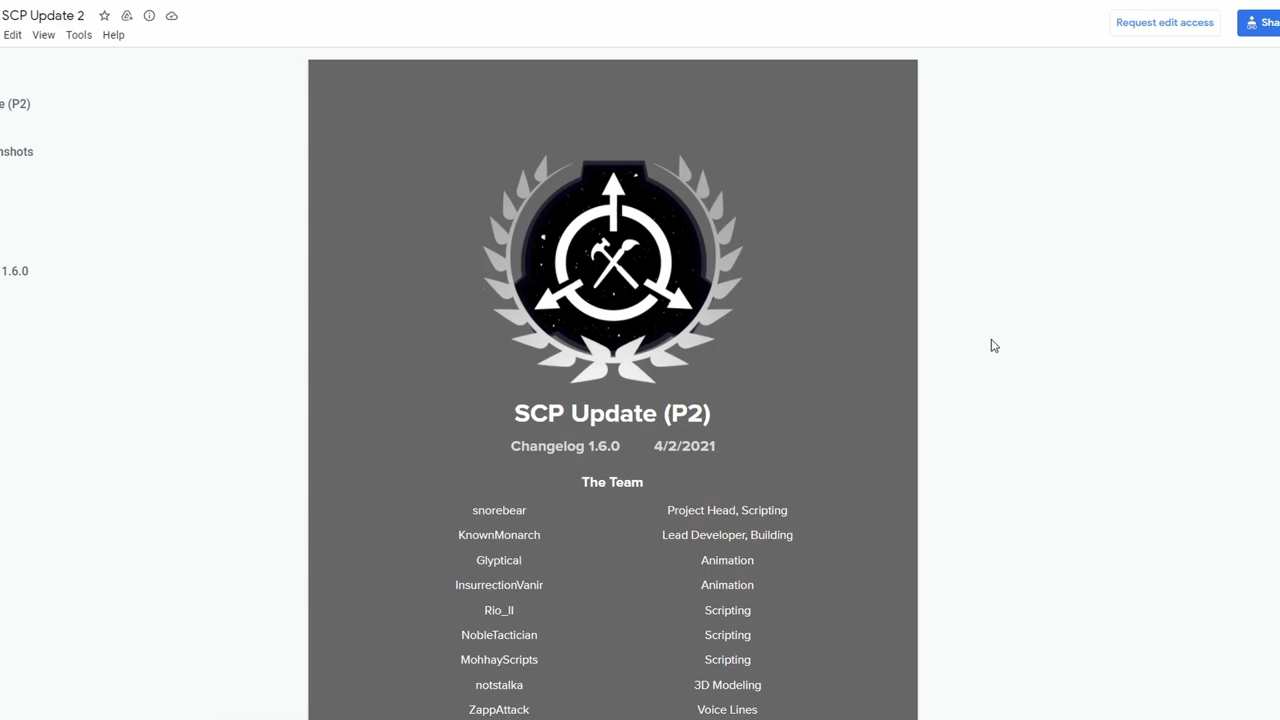 SCP Update 2
Request edit access
Sha
Edit View Tools Help
e (P2)
nshots
1.6.0
SCP Update (P2)
Changelog 1.6.0 4/2/2021
The Team
snorebear Project Head, Scripting
KnownMonarch Lead Developer, Building
Glyptical Animation
InsurrectionVanir Animation
Rio_II Scripting
NobleTactician Scripting
MohhayScripts Scripting
notstalka 3D Modeling
ZappAttack Voice Lines